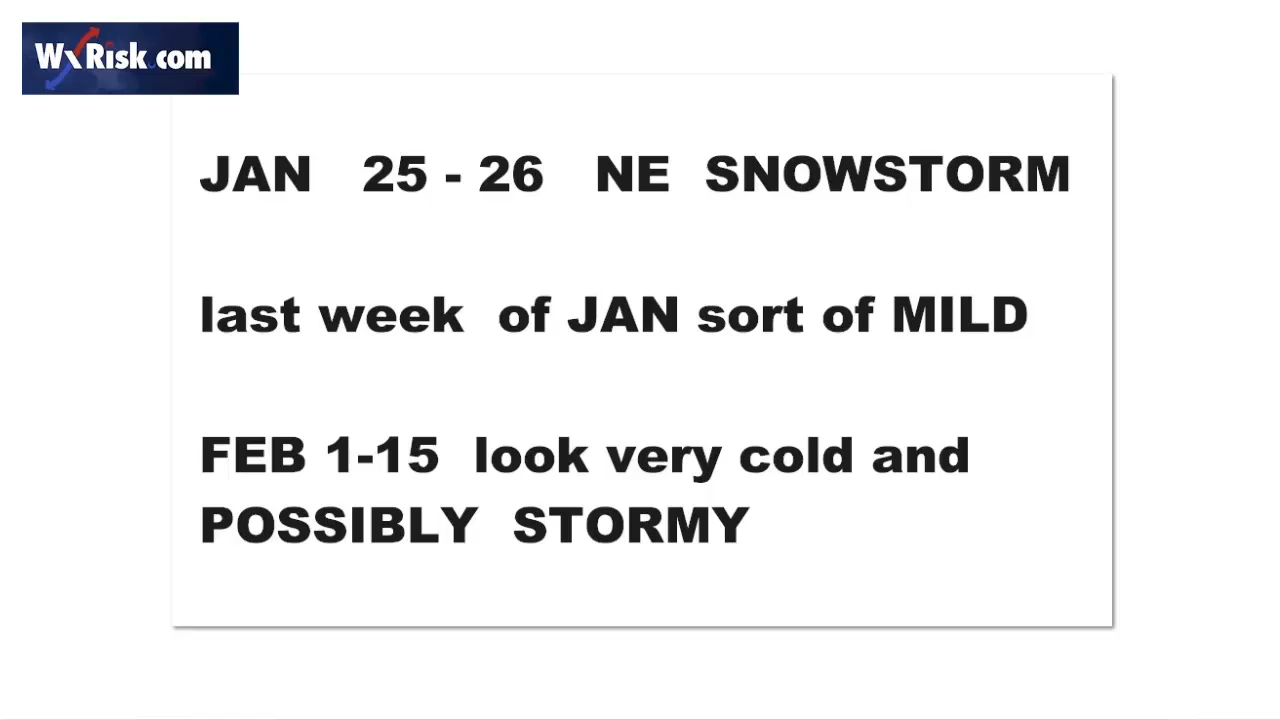 WxRisk.com
JAN 25 - 26 NE SNOWSTORM
last week of JAN sort of MILD
FEB 1-15 look very cold and
POSSIBLY STORMY